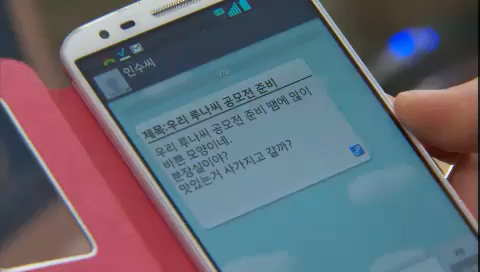 인수씨
제목:우리 루나씨 공모전 준비
우리 루나씨 공모전 준비 땜에 많이
바쁜 모양이네.
분장실이야?
맛있는거 사가지고 갈까?